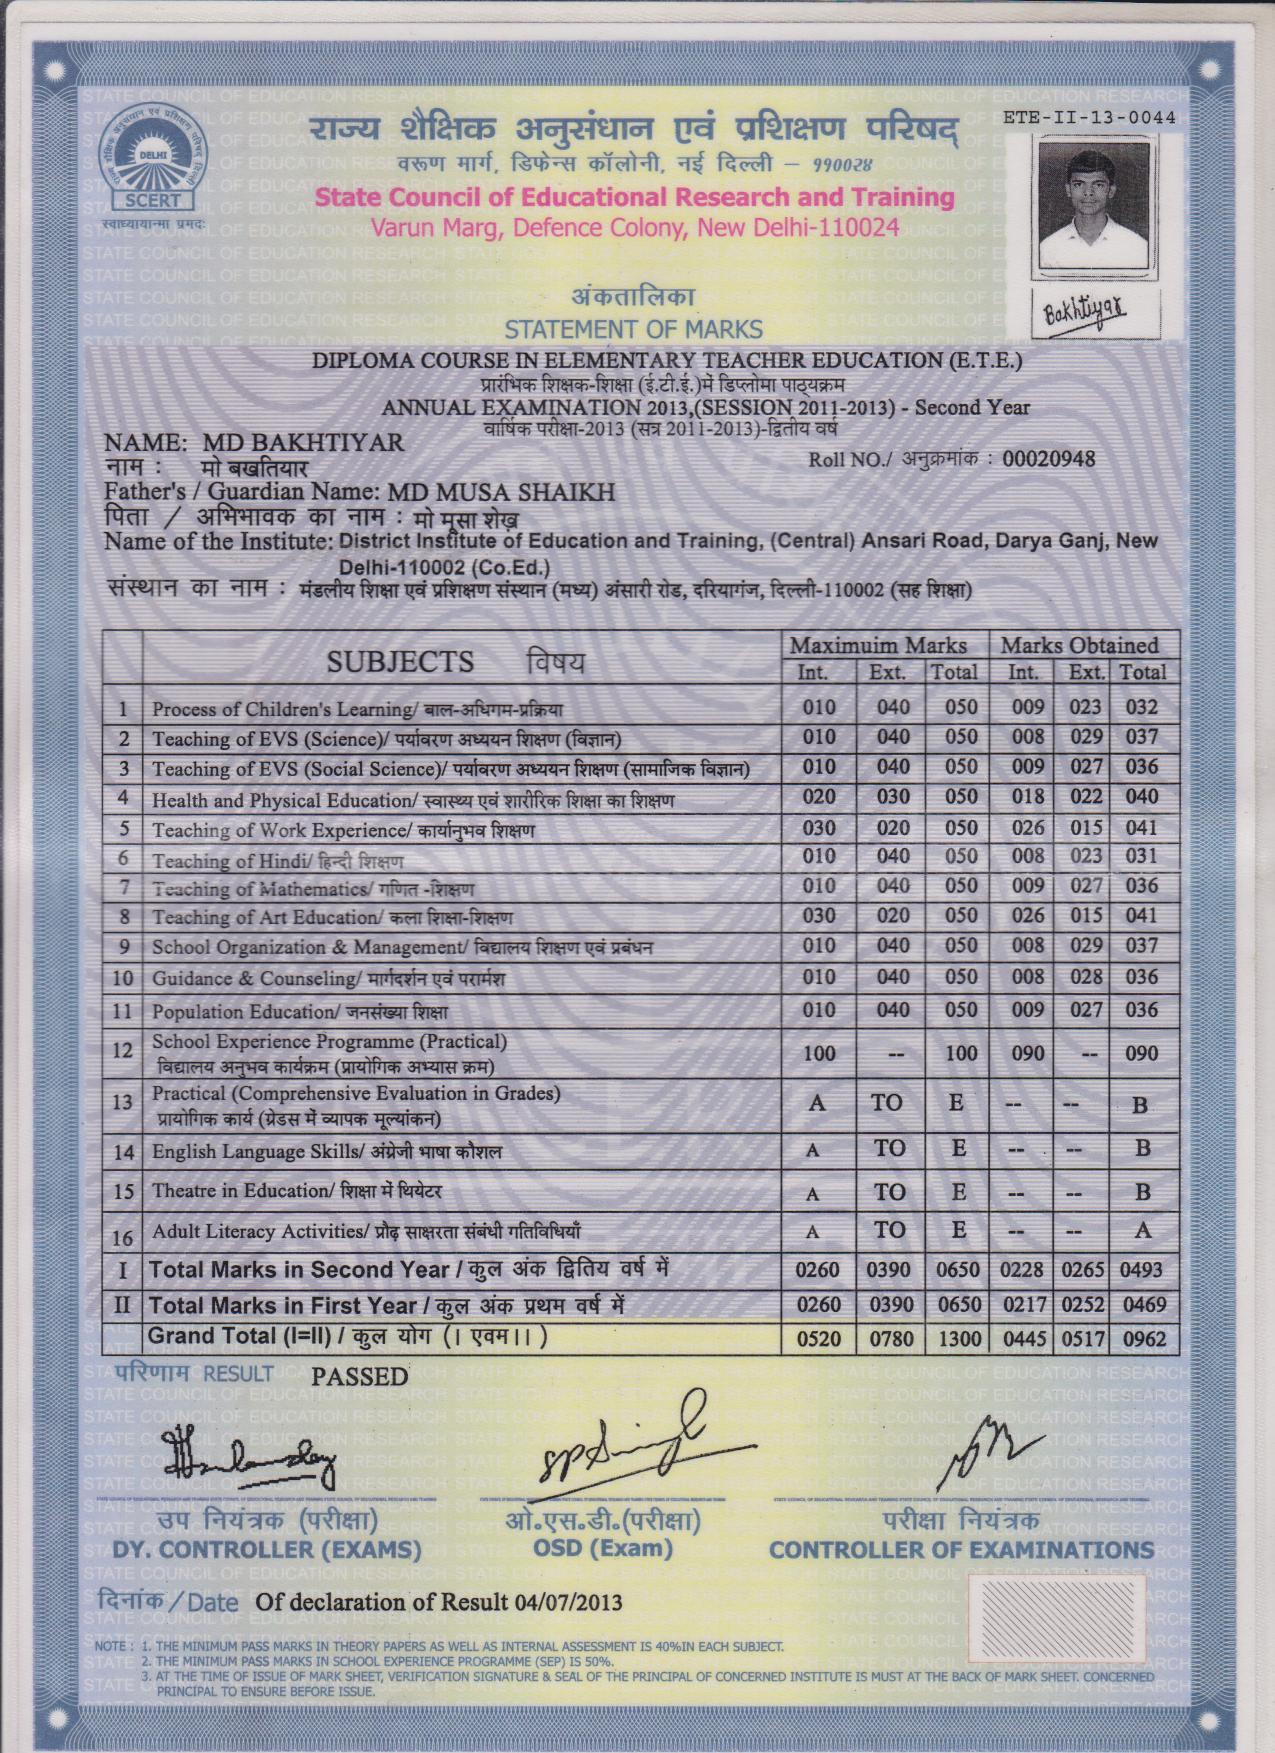 ETE-II-13-0044
राज्य शैक्षिक अनुसंधान एवं प्रशिक्षण परिषद्
वरूण मार्ग, डिफेन्स कॉलोनी, नई दिल्ली – ११००२४
State Council of Educational Research and Training
Varun Marg, Defence Colony, New Delhi-110024
DELHI
SCERT
अंकतालिका
Bakhtiyar
STATEMENT OF MARKS
DIPLOMA COURSE IN ELEMENTARY TEACHER EDUCATION (E.T.E.)
प्रारंभिक शिक्षक-शिक्षा (ई.टी.ई.)में डिप्लोमा पाठ्यक्रम
ANNUAL EXAMINATION 2013,(SESSION 2011-2013) - Second Year
वार्षिक परीक्षा-2013 (सत्र 2011-2013)-द्वितीय वर्ष
NAME: MD BAKHTIYAR
नाम : मो बखतियार
Roll NO./ अनुक्रमांक : 00020948
Father's / Guardian Name: MD MUSA SHAIKH
पिता / अभिभावक का नाम : मो मूसा शेख़
Name of the Institute: District Institute of Education and Training, (Central) Ansari Road, Darya Ganj, New
Delhi-110002 (Co.Ed.)
संस्थान का नाम : मंडलीय शिक्षा एवं प्रशिक्षण संस्थान (मध्य) अंसारी रोड, दरियागंज, दिल्ली-110002 (सह शिक्षा)
SUBJECTS विषय Maximuim Marks Marks Obtained
Int. Ext. Total Int. Ext. Total
1 Process of Children's Learning/ बाल-अधिगम-प्रक्रिया 010 040 050 009 023 032
2 Teaching of EVS (Science)/ पर्यावरण अध्ययन शिक्षण (विज्ञान) 010 040 050 008 029 037
3 Teaching of EVS (Social Science)/ पर्यावरण अध्ययन शिक्षण (सामाजिक विज्ञान) 010 040 050 009 027 036
4 Health and Physical Education/ स्वास्थ्य एवं शारीरिक शिक्षा का शिक्षण 020 030 050 018 022 040
5 Teaching of Work Experience/ कार्यानुभव शिक्षण 030 020 050 026 015 041
6 Teaching of Hindi/ हिन्दी शिक्षण 010 040 050 008 023 031
7 Teaching of Mathematics/ गणित -शिक्षण 010 040 050 009 027 036
8 Teaching of Art Education/ कला शिक्षा-शिक्षण 030 020 050 026 015 041
9 School Organization & Management/ विद्यालय शिक्षण एवं प्रबंधन 010 040 050 008 029 037
10 Guidance & Counseling/ मार्गदर्शन एवं परार्मश 010 040 050 008 028 036
11 Population Education/ जनसंख्या शिक्षा 010 040 050 009 027 036
12 School Experience Programme (Practical) 100 -- 100 090 -- 090
विद्यालय अनुभव कार्यक्रम (प्रायोगिक अभ्यास क्रम)
13 Practical (Comprehensive Evaluation in Grades) A TO E -- -- B
प्रायोगिक कार्य (ग्रेडस में व्यापक मूल्यांकन)
14 English Language Skills/ अंग्रेजी भाषा कौशल A TO E -- -- B
15 Theatre in Education/ शिक्षा में थियेटर A TO E -- -- B
16 Adult Literacy Activities/ प्रौढ़ साक्षरता संबंधी गतिविधियाँ A TO E -- -- A
I Total Marks in Second Year / कुल अंक द्वितिय वर्ष में 0260 0390 0650 0228 0265 0493
II Total Marks in First Year / कुल अंक प्रथम वर्ष में 0260 0390 0650 0217 0252 0469
Grand Total (I=II) / कुल योग (। एवम।। ) 0520 0780 1300 0445 0517 0962
परिणाम RESULT PASSED
उप नियंत्रक (परीक्षा) ओ.एस.डी.(परीक्षा) परीक्षा नियंत्रक
DY. CONTROLLER (EXAMS) OSD (Exam) CONTROLLER OF EXAMINATIONS
दिनांक/Date Of declaration of Result 04/07/2013
NOTE : 1. THE MINIMUM PASS MARKS IN THEORY PAPERS AS WELL AS INTERNAL ASSESSMENT IS 40%IN EACH SUBJECT.
2. THE MINIMUM PASS MARKS IN SCHOOL EXPERIENCE PROGRAMME (SEP) IS 50%.
3. AT THE TIME OF ISSUE OF MARK SHEET, VERIFICATION SIGNATURE & SEAL OF THE PRINCIPAL OF CONCERNED INSTITUTE IS MUST AT THE BACK OF MARK SHEET. CONCERNED
PRINCIPAL TO ENSURE BEFORE ISSUE.